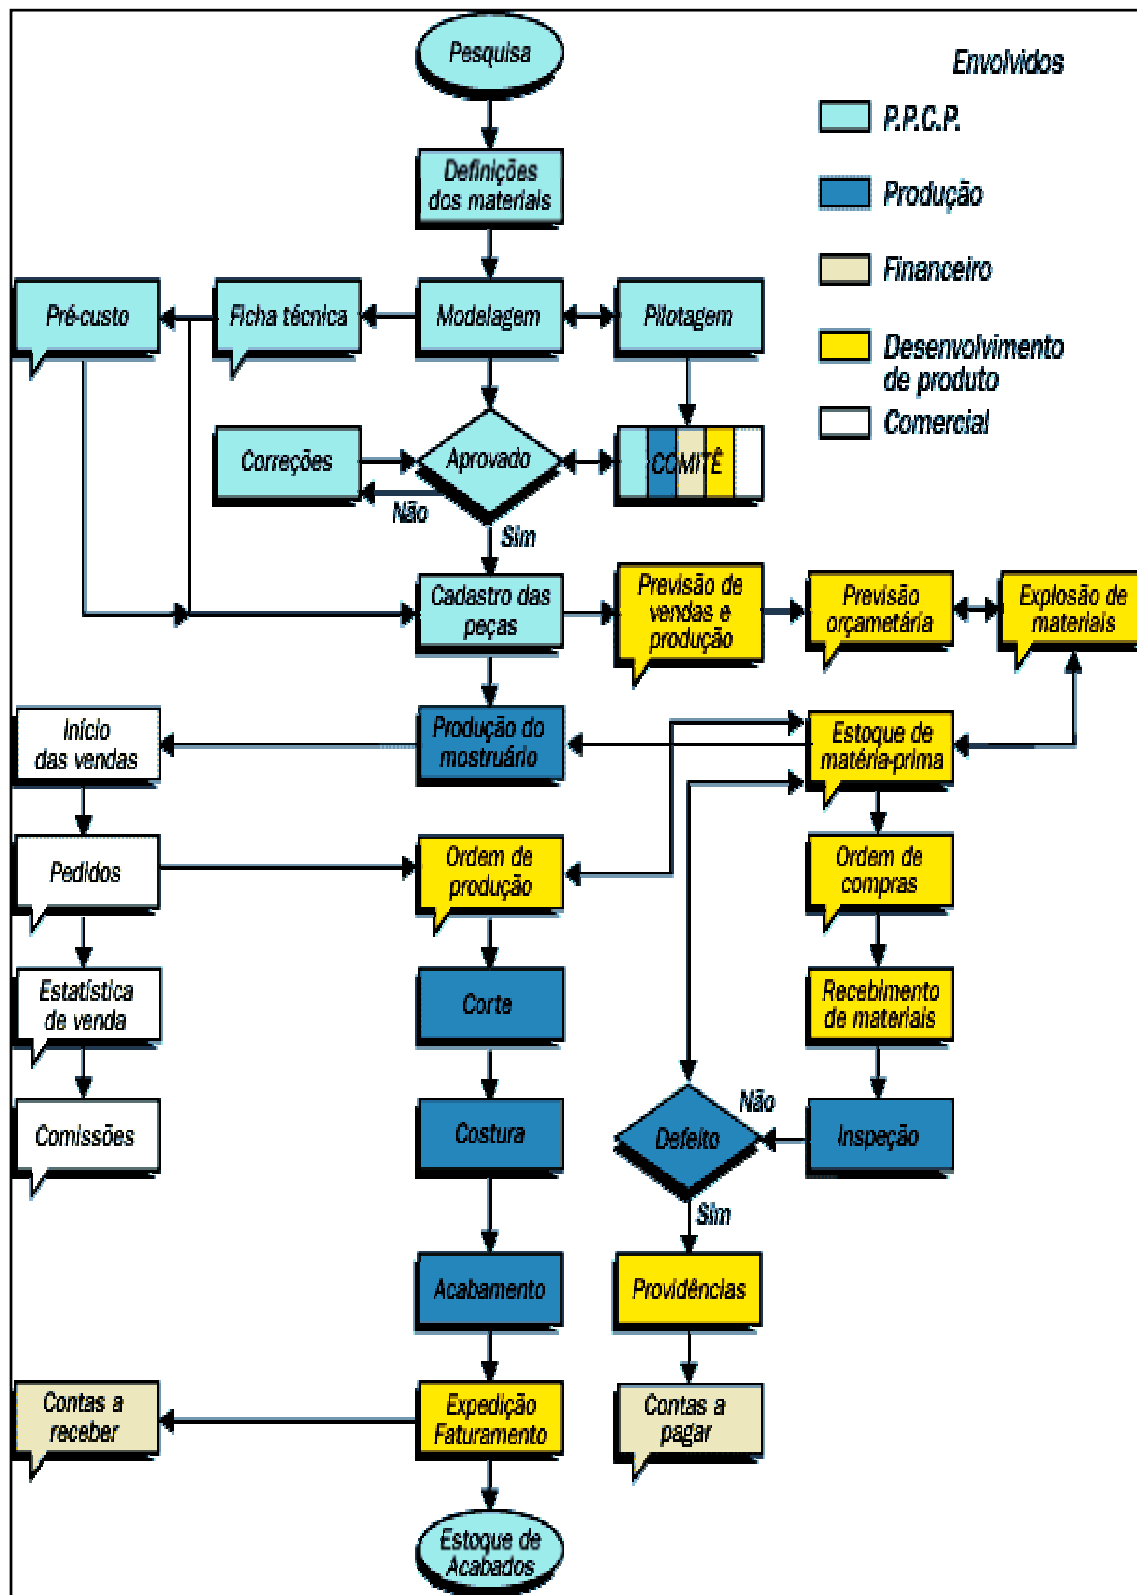 Pesquisa
Envolvidos
P.P.C.P.
Produção
Financeiro
Desenvolvimento
de produto
Comercial
Definições
dos materiais
Pré-custo
Ficha técnica
Modelagem
Pilotagem
Correções
Aprovado
COMITÊ
Não
Sim
Cadastro das
peças
Previsão de
vendas e
produção
Previsão
orçametária
Explosão de
materiais
Início
das vendas
Produção do
mostruário
Estoque de
matéria-prima
Pedidos
Ordem de
produção
Ordem de
compras
Estatística
de venda
Corte
Recebimento
de materiais
Comissões
Costura
Defeito
Não
Inspeção
Sim
Acabamento
Providências
Contas a
receber
Expedição
Faturamento
Contas a
pagar
Estoque de
Acabados